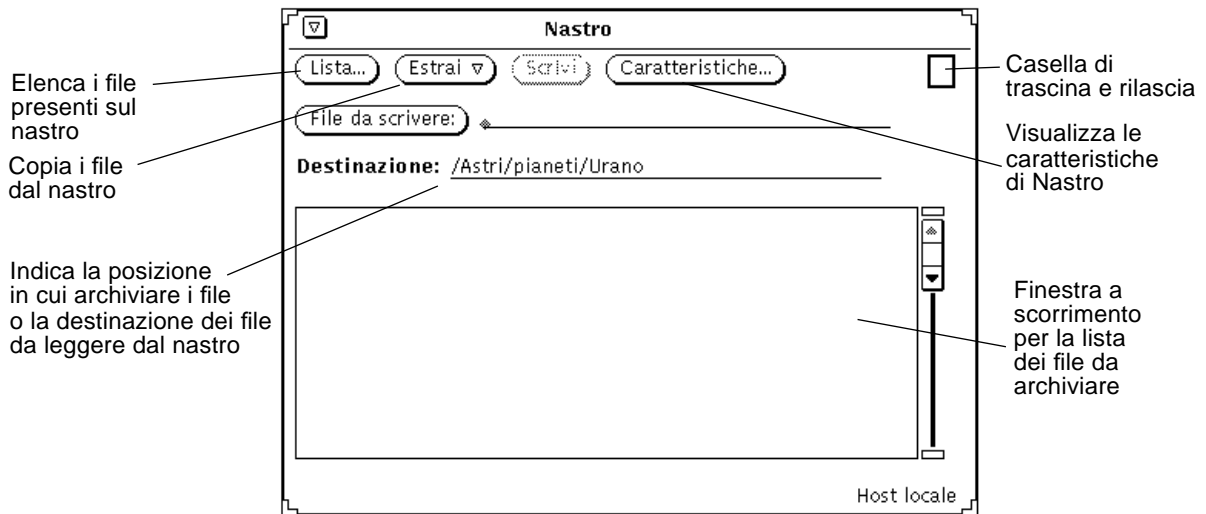 Nastro
Lista...
Estrai
Scrivi
Caratteristiche...
File da scrivere:
Destinazione: /Astri/pianeti/Urano
Host locale
Elenca i file
presenti sul
nastro
Copia i file
dal nastro
Indica la posizione
in cui archiviare i file
o la destinazione dei file
da leggere dal nastro
Casella di
trascina e rilascia
Visualizza le
caratteristiche
di Nastro
Finestra a
scorrimento
per la lista
dei file da
archiviare